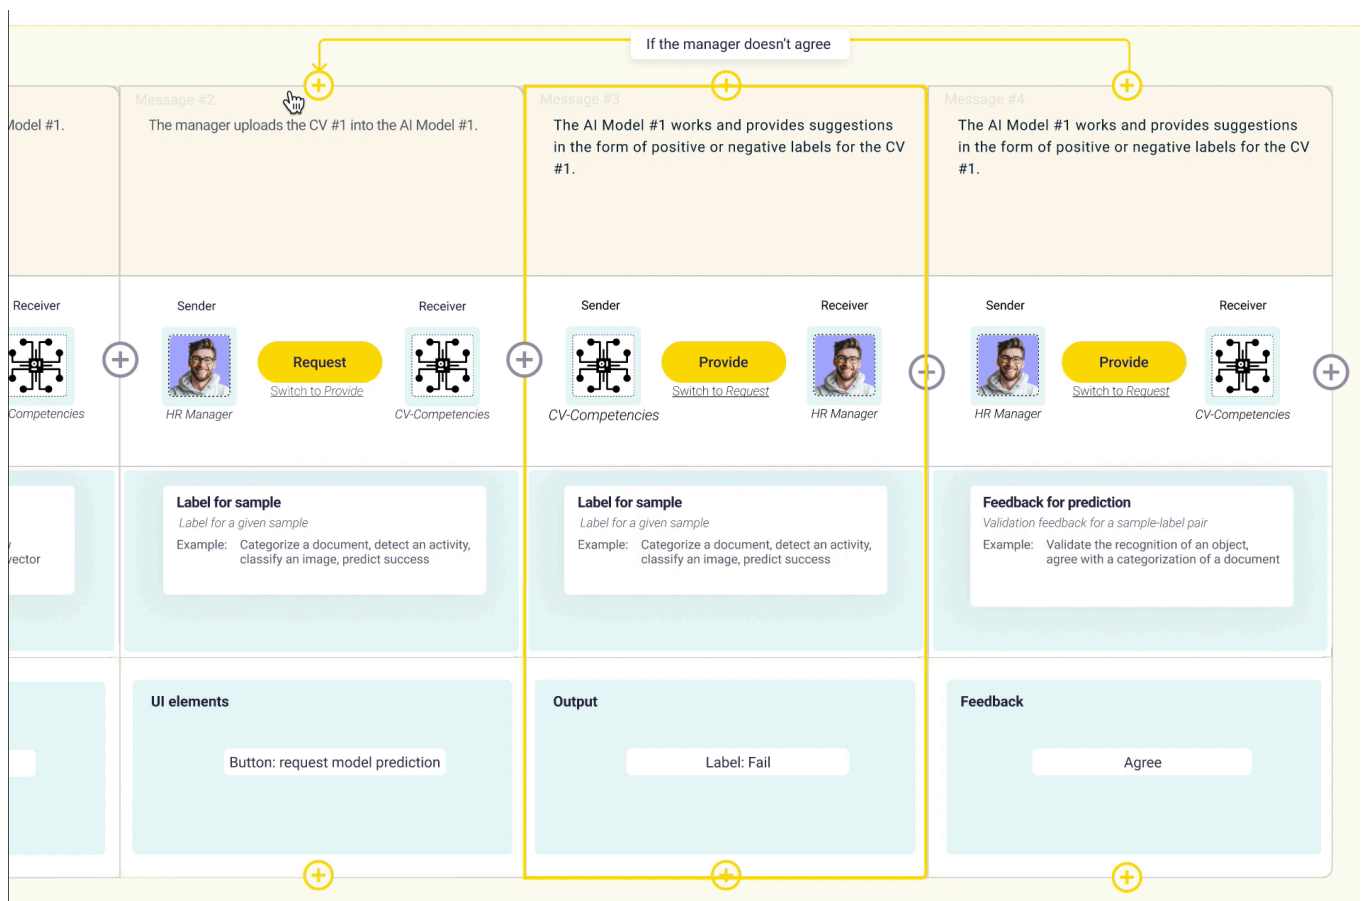 If the manager doesn't agree
Model #1.
Receiver
Competencies
vector
Message #2
The manager uploads the CV #1 into the AI Model #1.
Sender
Receiver
Request
Switch to Provide
HR Manager
CV-Competencies
Label for sample
Label for a given sample
Example: Categorize a document, detect an activity,
classify an image, predict success
UI elements
Button: request model prediction
Message #3
The AI Model #1 works and provides suggestions
in the form of positive or negative labels for the CV
#1.
Sender
Receiver
Provide
Switch to Request
CV-Competencies
HR Manager
Label for sample
Label for a given sample
Example: Categorize a document, detect an activity,
classify an image, predict success
Output
Label: Fail
Message #4
The AI Model #1 works and provides suggestions
in the form of positive or negative labels for the CV
#1.
Sender
Receiver
Provide
Switch to Request
HR Manager
CV-Competencies
Feedback for prediction
Validation feedback for a sample-label pair
Example: Validate the recognition of an object,
agree with a categorization of a document
Feedback
Agree